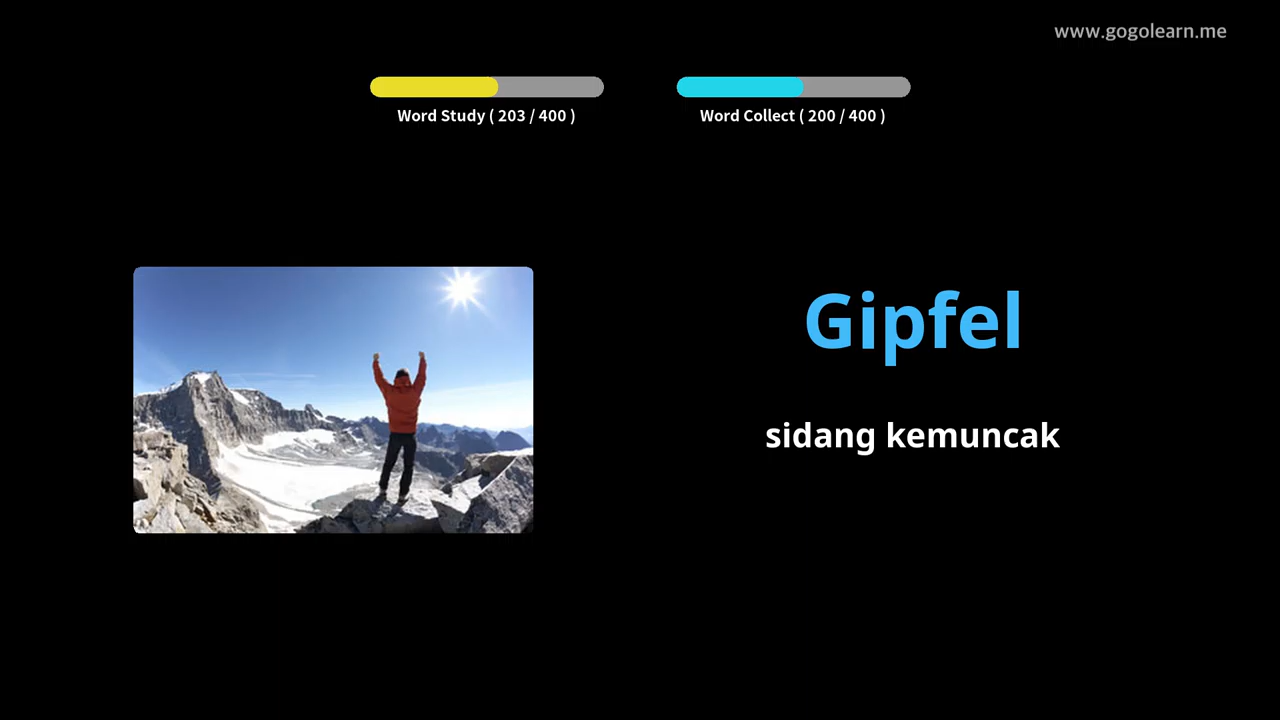 www.gogolearn.me
Word Study ( 203 / 400 )
Word Collect ( 200 / 400 )
Gipfel
sidang kemuncak